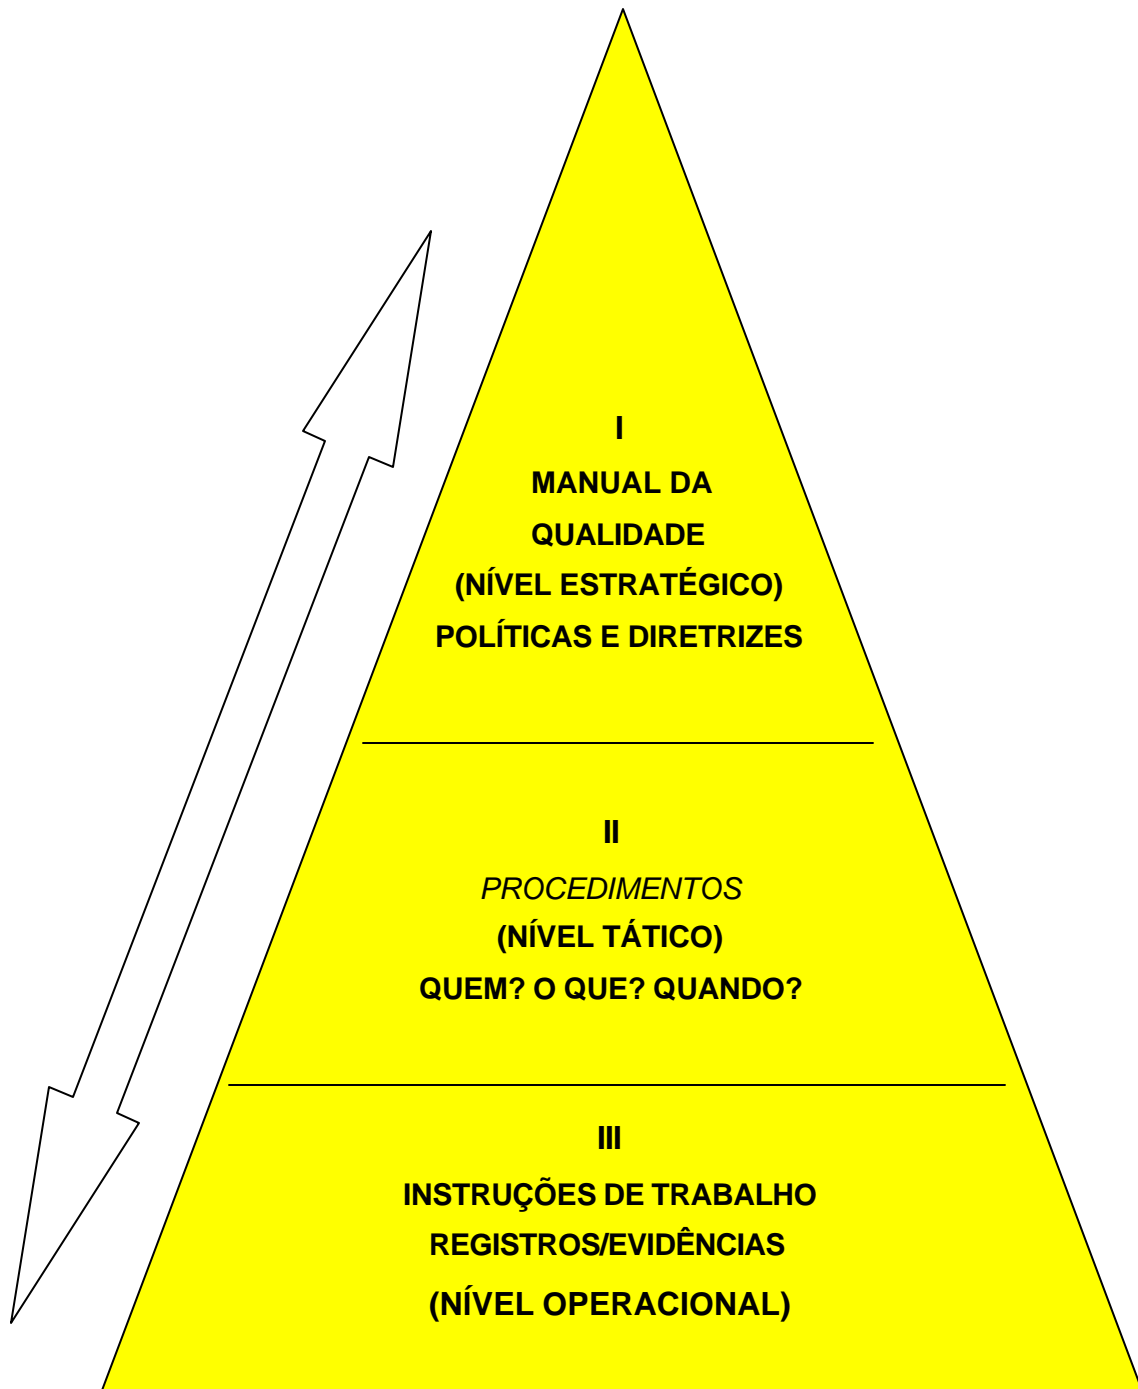 I
MANUAL DA
QUALIDADE
(NÍVEL ESTRATÉGICO)
POLÍTICAS E DIRETRIZES
II
PROCEDIMENTOS
(NÍVEL TÁTICO)
QUEM? O QUE? QUANDO?
III
INSTRUÇÕES DE TRABALHO
REGISTROS/EVIDÊNCIAS
(NÍVEL OPERACIONAL)